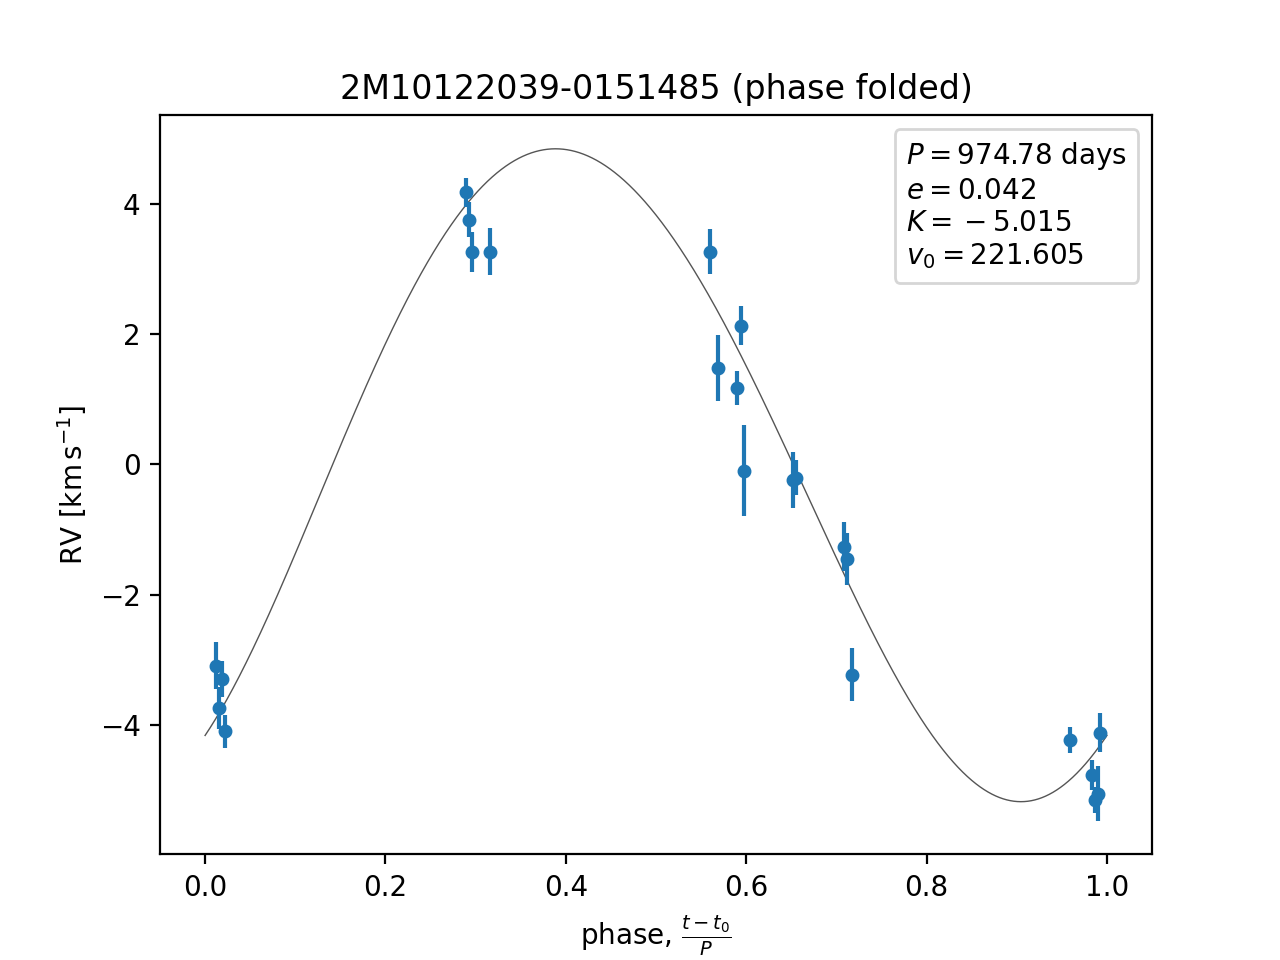 2M10122039-0151485 (phase folded)
P = 974.78 days
e = 0.042
K = −5.015
v₀ = 221.605
RV [km s⁻¹]
4
2
0
−2
−4
0.0 0.2 0.4 0.6 0.8 1.0
phase, (t − t₀)/P